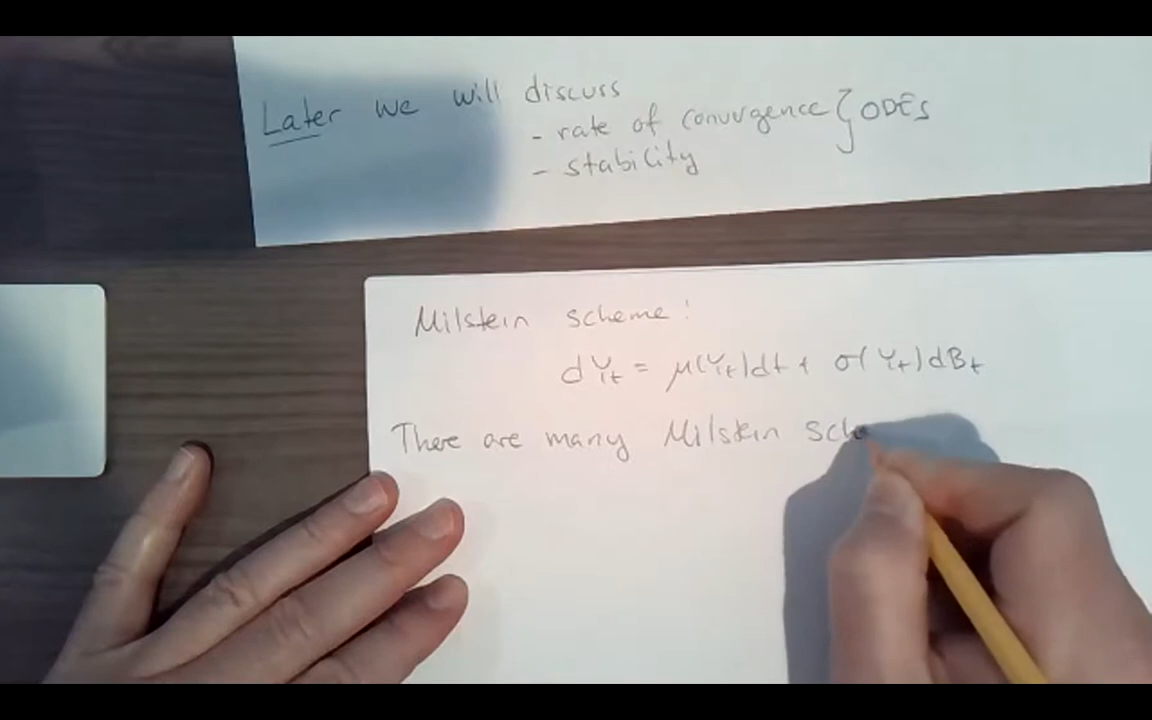 Later we will discuss
- rate of convergence } ODEs
- stability
Milstein scheme:
dYt = μ(Yt)dt + σ(Yt)dBt
There are many Milstein sche